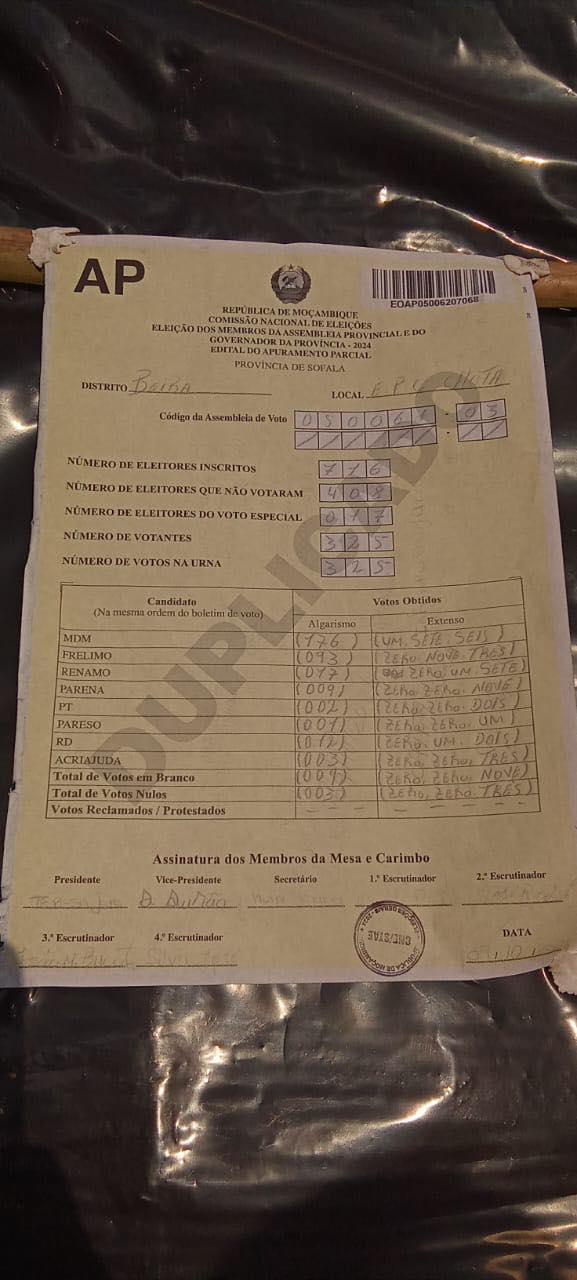 AP
EOAP05006207068
REPÚBLICA DE MOÇAMBIQUE
COMISSÃO NACIONAL DE ELEIÇÕES
ELEIÇÃO DOS MEMBROS DA ASSEMBLEIA PROVINCIAL E DO
GOVERNADOR DA PROVÍNCIA - 2024
EDITAL DO APURAMENTO PARCIAL
PROVÍNCIA DE SOFALA
DISTRITO BEIRA LOCAL E P C CHOTA
Código da Assembleia de Voto 050061 - 03
NÚMERO DE ELEITORES INSCRITOS 716
NÚMERO DE ELEITORES QUE NÃO VOTARAM 408
NÚMERO DE ELEITORES DO VOTO ESPECIAL 017
NÚMERO DE VOTANTES 325
NÚMERO DE VOTOS NA URNA 325
DUPLICADO
Candidato Votos Obtidos
(Na mesma ordem do boletim de voto) Algarismo Extenso
MDM (176) (UM. SETE. SEIS)
FRELIMO (093) (ZERO. NOVE. TRES)
RENAMO (017) ZERO, UM. SETE)
PARENA (009) (ZERO, ZERO. NOVE)
PT (002) (ZERO, ZERO. DOIS)
PARESO (001) (ZERO, ZERO. UM)
RD (012) (ZERO. UM. DOIS)
ACRIAJUDA (003) (ZERO, ZERO, TRES)
Total de Votos em Branco (009) (ZERO, ZERO. NOVE)
Total de Votos Nulos (003) (ZERO, ZERO. TRES)
Votos Reclamados / Protestados — — — — — —
Assinatura dos Membros da Mesa e Carimbo
Presidente Vice-Presidente Secretário 1.º Escrutinador 2.º Escrutinador
D. Durão
3.º Escrutinador 4.º Escrutinador DATA
CNE/STAE